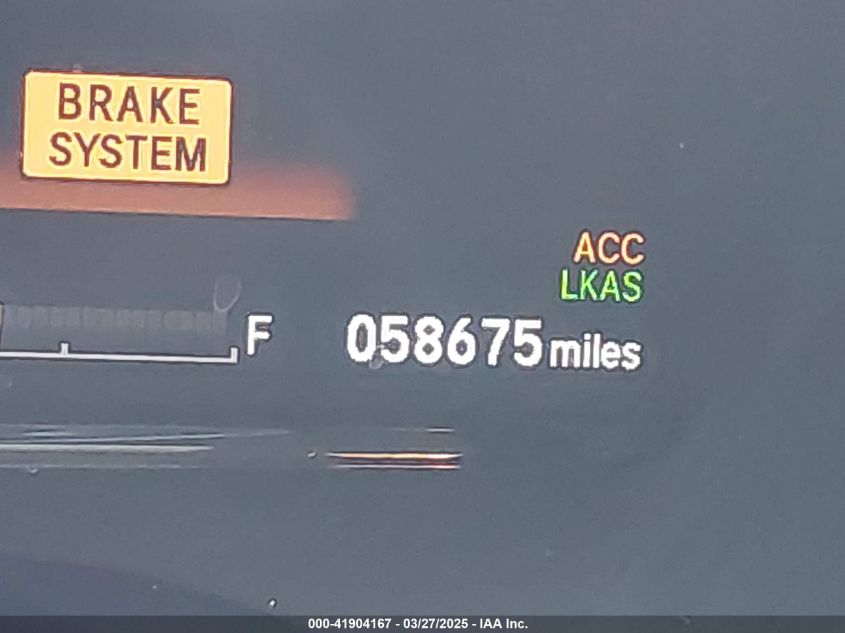 BRAKE
SYSTEM
ACC
LKAS
F
058675 miles
000-41904167 - 03/27/2025 - IAA Inc.